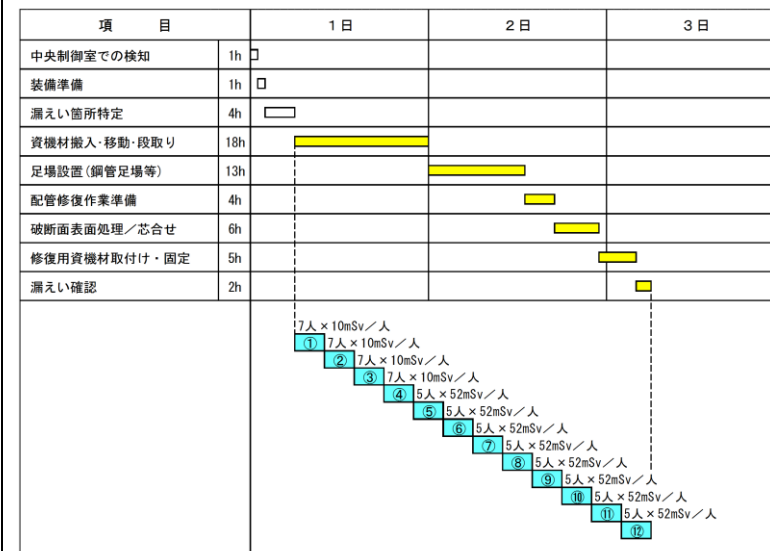 項　目 1日 2日 3日
中央制御室での検知 1h
装備準備 1h
漏えい箇所特定 4h
資機材搬入・移動・段取り 18h
足場設置(鋼管足場等) 13h
配管修復作業準備 4h
破断面表面処理／芯合せ 6h
修復用資機材取付け・固定 5h
漏えい確認 2h
7人×10mSv／人
① 7人×10mSv／人
② 7人×10mSv／人
③ 7人×10mSv／人
④ 5人×52mSv／人
⑤ 5人×52mSv／人
⑥ 5人×52mSv／人
⑦ 5人×52mSv／人
⑧ 5人×52mSv／人
⑨ 5人×52mSv／人
⑩ 5人×52mSv／人
⑪ 5人×52mSv／人
⑫